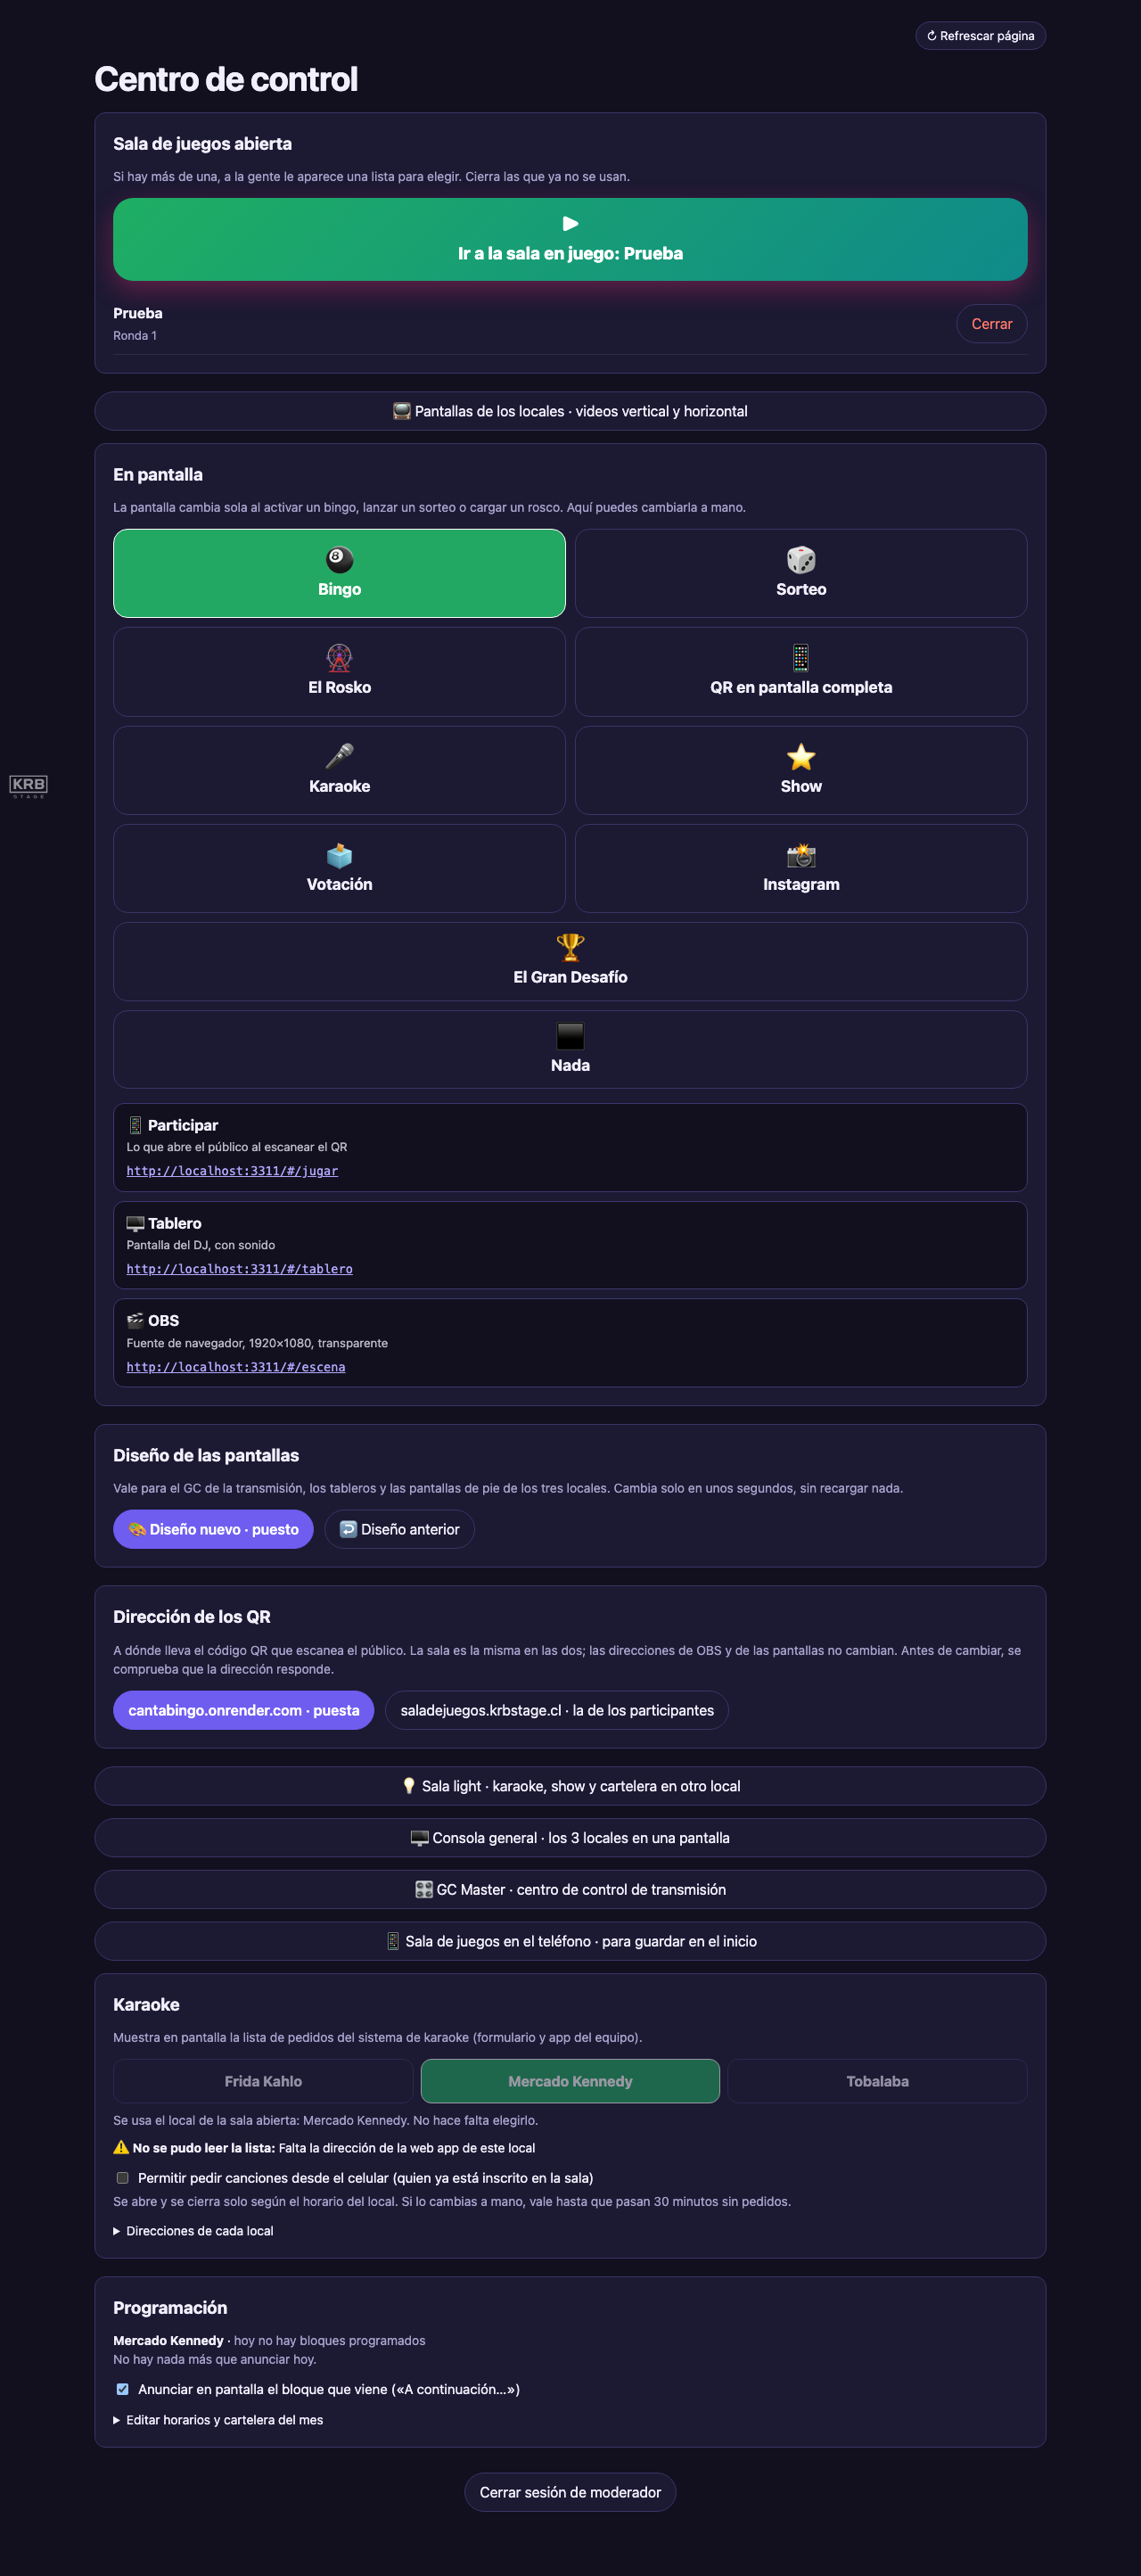 ↻ Refrescar página
Centro de control
Sala de juegos abierta
Si hay más de una, a la gente le aparece una lista para elegir. Cierra las que ya no se usan.
Ir a la sala en juego: Prueba
Prueba
Ronda 1
Cerrar
Pantallas de los locales · videos vertical y horizontal
En pantalla
La pantalla cambia sola al activar un bingo, lanzar un sorteo o cargar un rosco. Aquí puedes cambiarla a mano.
8
Bingo
Sorteo
El Rosko
QR en pantalla completa
KRB
STAGE
Karaoke
Show
Votación
Instagram
El Gran Desafío
Nada
Participar
Lo que abre el público al escanear el QR
http://localhost:3311/#/jugar
Tablero
Pantalla del DJ, con sonido
http://localhost:3311/#/tablero
OBS
Fuente de navegador, 1920×1080, transparente
http://localhost:3311/#/escena
Diseño de las pantallas
Vale para el GC de la transmisión, los tableros y las pantallas de pie de los tres locales. Cambia solo en unos segundos, sin recargar nada.
Diseño nuevo · puesto
Diseño anterior
Dirección de los QR
A dónde lleva el código QR que escanea el público. La sala es la misma en las dos; las direcciones de OBS y de las pantallas no cambian. Antes de cambiar, se
comprueba que la dirección responde.
cantabingo.onrender.com · puesta
saladejuegos.krbstage.cl · la de los participantes
Sala light · karaoke, show y cartelera en otro local
Consola general · los 3 locales en una pantalla
GC Master · centro de control de transmisión
Sala de juegos en el teléfono · para guardar en el inicio
Karaoke
Muestra en pantalla la lista de pedidos del sistema de karaoke (formulario y app del equipo).
Frida Kahlo
Mercado Kennedy
Tobalaba
Se usa el local de la sala abierta: Mercado Kennedy. No hace falta elegirlo.
⚠️ No se pudo leer la lista: Falta la dirección de la web app de este local
Permitir pedir canciones desde el celular (quien ya está inscrito en la sala)
Se abre y se cierra solo según el horario del local. Si lo cambias a mano, vale hasta que pasan 30 minutos sin pedidos.
Direcciones de cada local
Programación
Mercado Kennedy · hoy no hay bloques programados
No hay nada más que anunciar hoy.
Anunciar en pantalla el bloque que viene («A continuación…»)
Editar horarios y cartelera del mes
Cerrar sesión de moderador